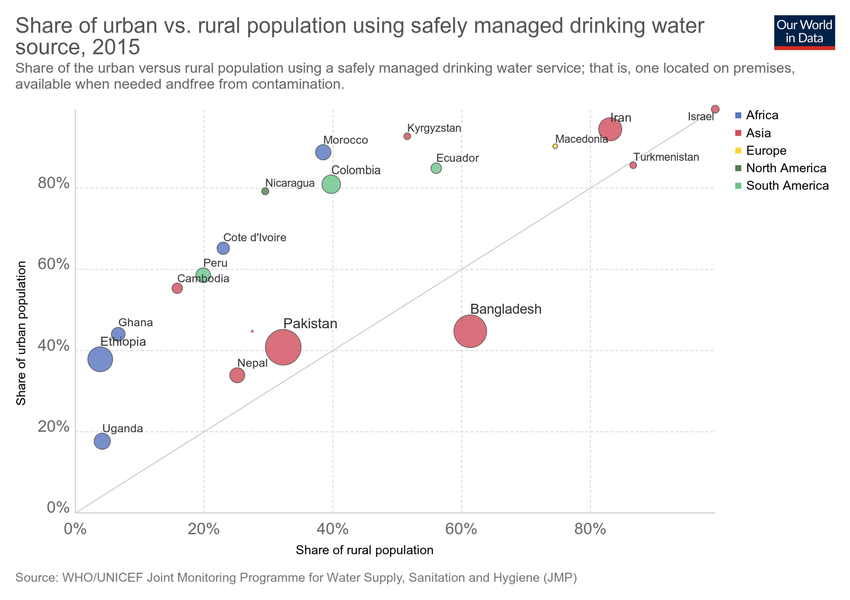 Share of urban vs. rural population using safely managed drinking water
source, 2015
Our World
in Data
Share of the urban versus rural population using a safely managed drinking water service; that is, one located on premises,
available when needed andfree from contamination.
Africa
Asia
Europe
North America
South America
Share of urban population
80%
60%
40%
20%
0%
Israel
Iran
Kyrgyzstan
Macedonia
Morocco
Turkmenistan
Ecuador
Colombia
Nicaragua
Cote d'Ivoire
Peru
Cambodia
Bangladesh
Ghana
Pakistan
Ethiopia
Nepal
Uganda
0%
20%
40%
60%
80%
Share of rural population
Source: WHO/UNICEF Joint Monitoring Programme for Water Supply, Sanitation and Hygiene (JMP)